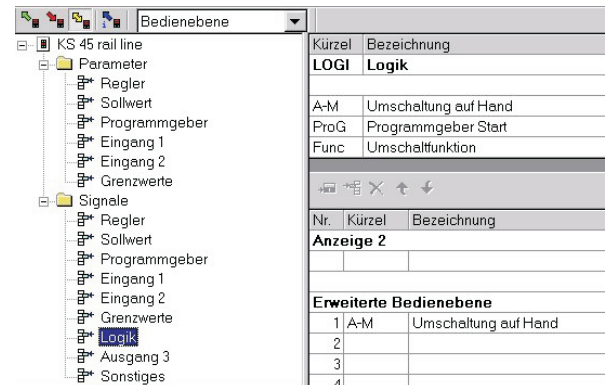 Bedienebene
KS 45 rail line
Parameter
Regler
Sollwert
Programmgeber
Eingang 1
Eingang 2
Grenzwerte
Signale
Regler
Sollwert
Programmgeber
Eingang 1
Eingang 2
Grenzwerte
Logik
Ausgang 3
Sonstiges
Kürzel Bezeichnung
LOGI Logik
A-M Umschaltung auf Hand
ProG Programmgeber Start
Func Umschaltfunktion
Nr. Kürzel Bezeichnung
Anzeige 2
Erweiterte Bedienebene
1 A-M Umschaltung auf Hand
2
3
4